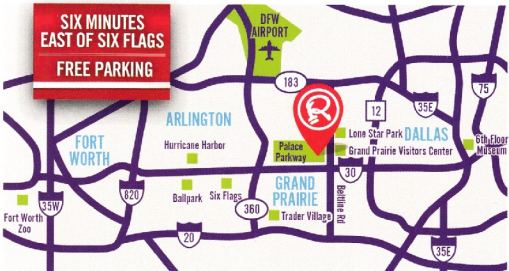 SIX MINUTES
EAST OF SIX FLAGS
FREE PARKING
DFW
AIRPORT
183
75
35E
12
R
ARLINGTON
Hurricane Harbor
FORT
WORTH
Palace
Parkway
Lone Star Park
DALLAS
Grand Prairie Visitors Center
6th Floor
Museum
30
820
35W
Ballpark
Six Flags
GRAND
PRAIRIE
Beltline Rd
360
Trader Village
Fort Worth
Zoo
20
35E